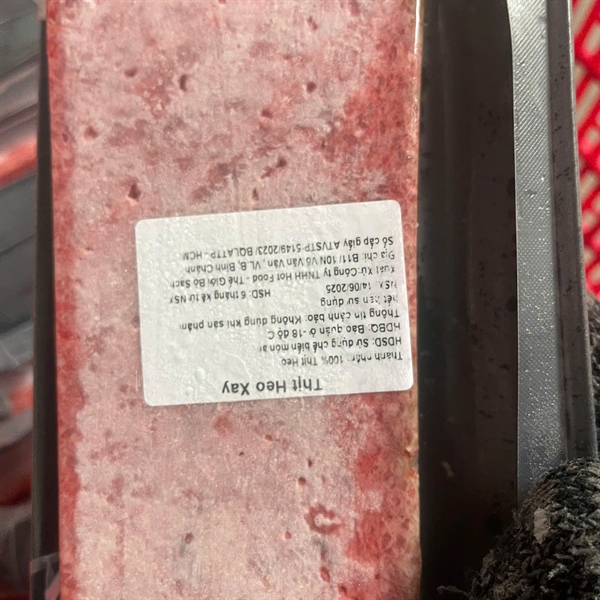 Thịt Heo Xay
Thành phần: 100% Thịt Heo
HDSD: Sử dụng chế biến món ăn
HDBQ: Bảo quản ở -18 độ C
Thông tin cảnh báo: Không dùng khi sản phẩm
hết hạn sử dụng
NSX: 14/06/2025 HSD: 6 tháng kể từ NSX
Xuất Xứ: Công ty TNHH Hot Food - Thế Giới Bò Sạch
Địa chỉ: B11/ 10N Võ Văn Vân, VLB, Bình Chánh
Số cấp giấy ATVSTP-5149/2023/ BQLATTP - HCM